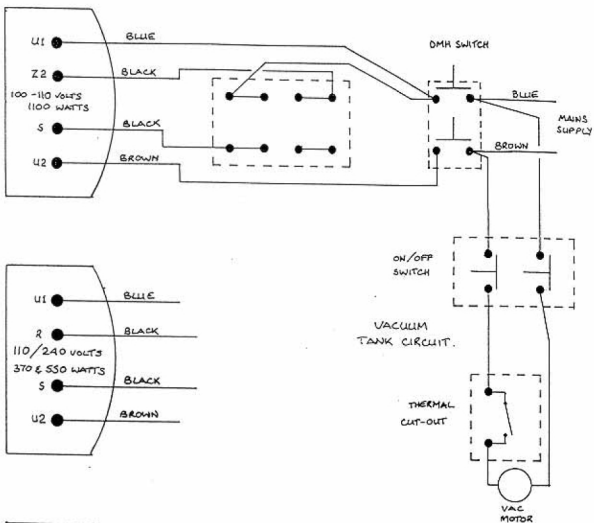 U1 BLUE
Z2 BLACK
100-110 VOLTS
1100 WATTS
S BLACK
U2 BROWN
DMH SWITCH
BLUE
MAINS
SUPPLY
BROWN
ON/OFF
SWITCH
U1 BLUE
R BLACK
110/240 VOLTS
370 & 550 WATTS
S BLACK
U2 BROWN
VACUUM
TANK CIRCUIT.
THERMAL
CUT-OUT
VAC
MOTOR